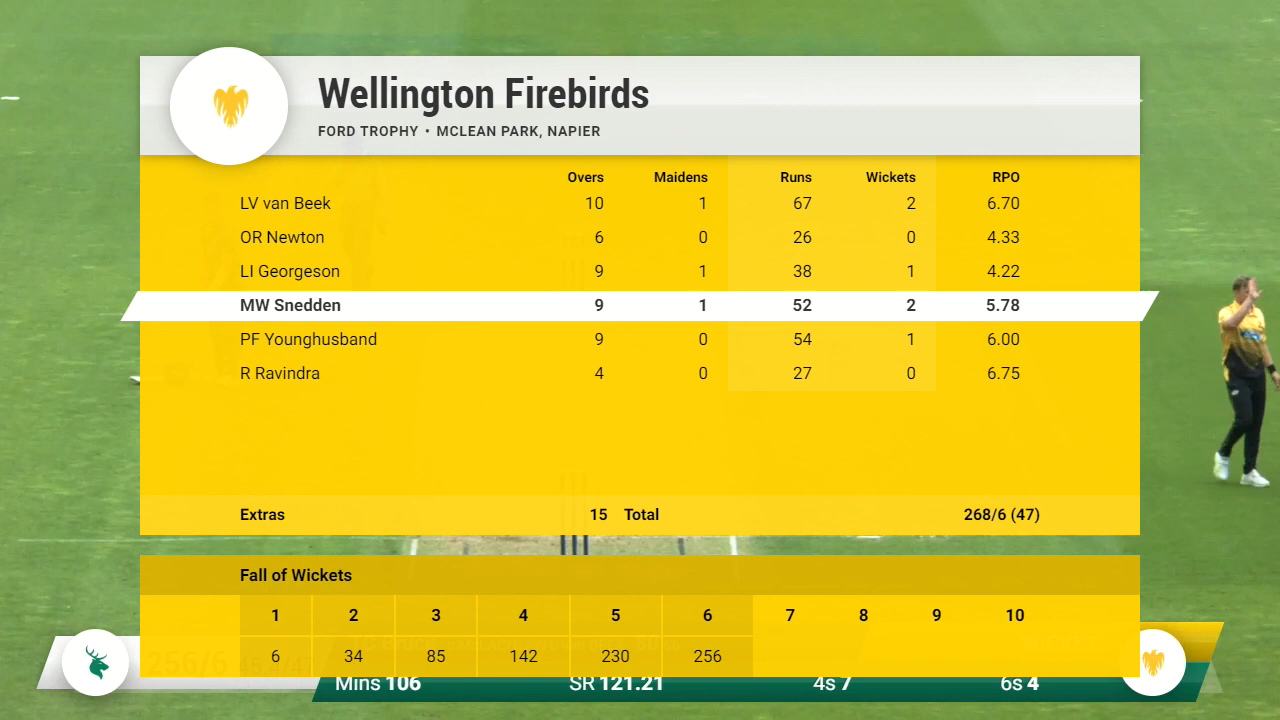 Wellington Firebirds
FORD TROPHY • MCLEAN PARK, NAPIER
Overs Maidens Runs Wickets RPO
LV van Beek 10 1 67 2 6.70
OR Newton 6 0 26 0 4.33
LI Georgeson 9 1 38 1 4.22
MW Snedden 9 1 52 2 5.78
PF Younghusband 9 0 54 1 6.00
R Ravindra 4 0 27 0 6.75
Extras 15 Total 268/6 (47)
Fall of Wickets
1 2 3 4 5 6 7 8 9 10
6 34 85 142 230 256
256/6 45.4/47
Mins 106 SR 121.21 4s 7 6s 4